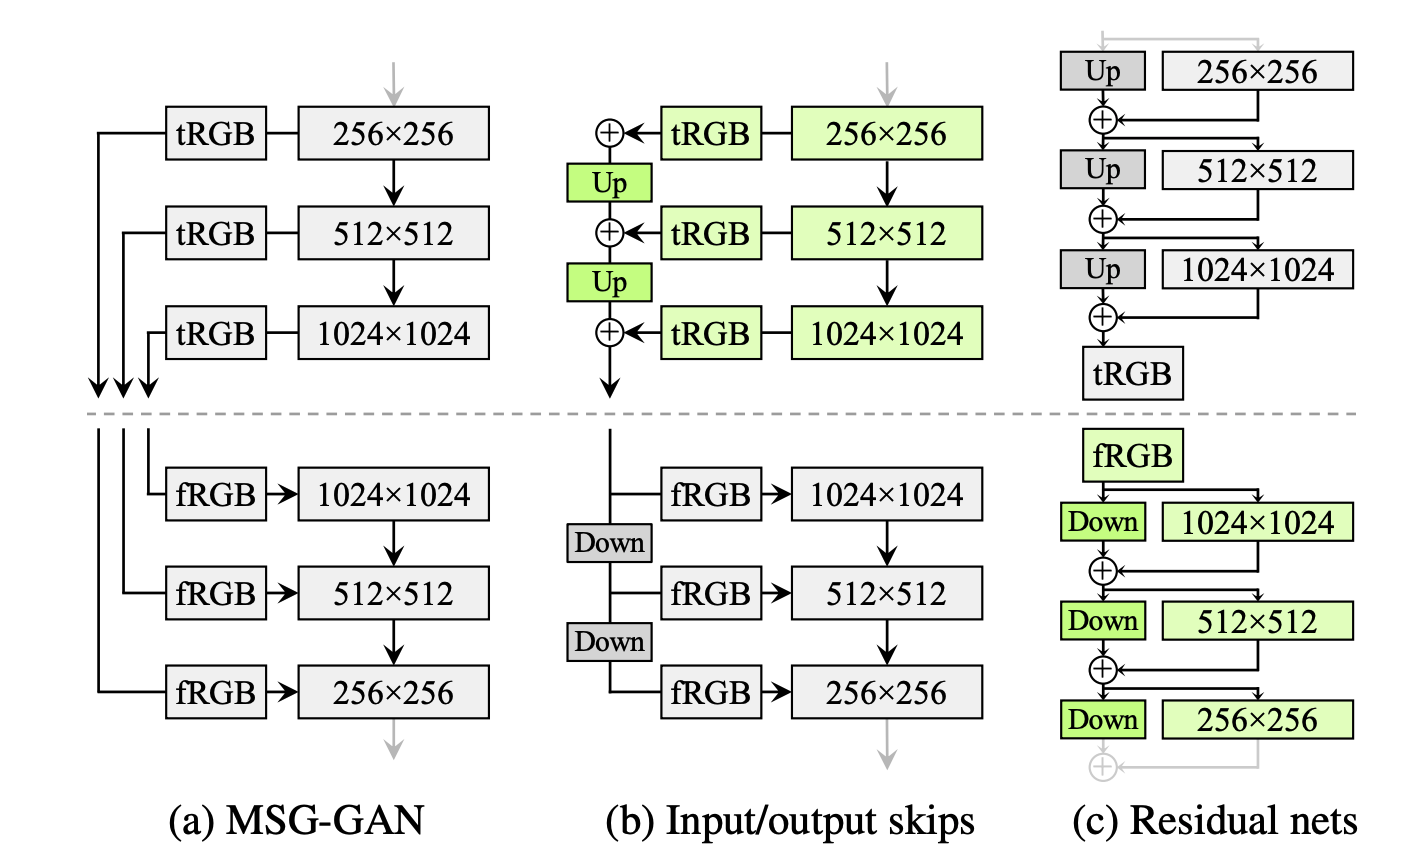 tRGB 256×256
tRGB 512×512
tRGB 1024×1024
fRGB 1024×1024
fRGB 512×512
fRGB 256×256
(a) MSG-GAN
tRGB 256×256
Up
tRGB 512×512
Up
tRGB 1024×1024
fRGB 1024×1024
Down
fRGB 512×512
Down
fRGB 256×256
(b) Input/output skips
Up 256×256
Up 512×512
Up 1024×1024
tRGB
fRGB
Down 1024×1024
Down 512×512
Down 256×256
(c) Residual nets